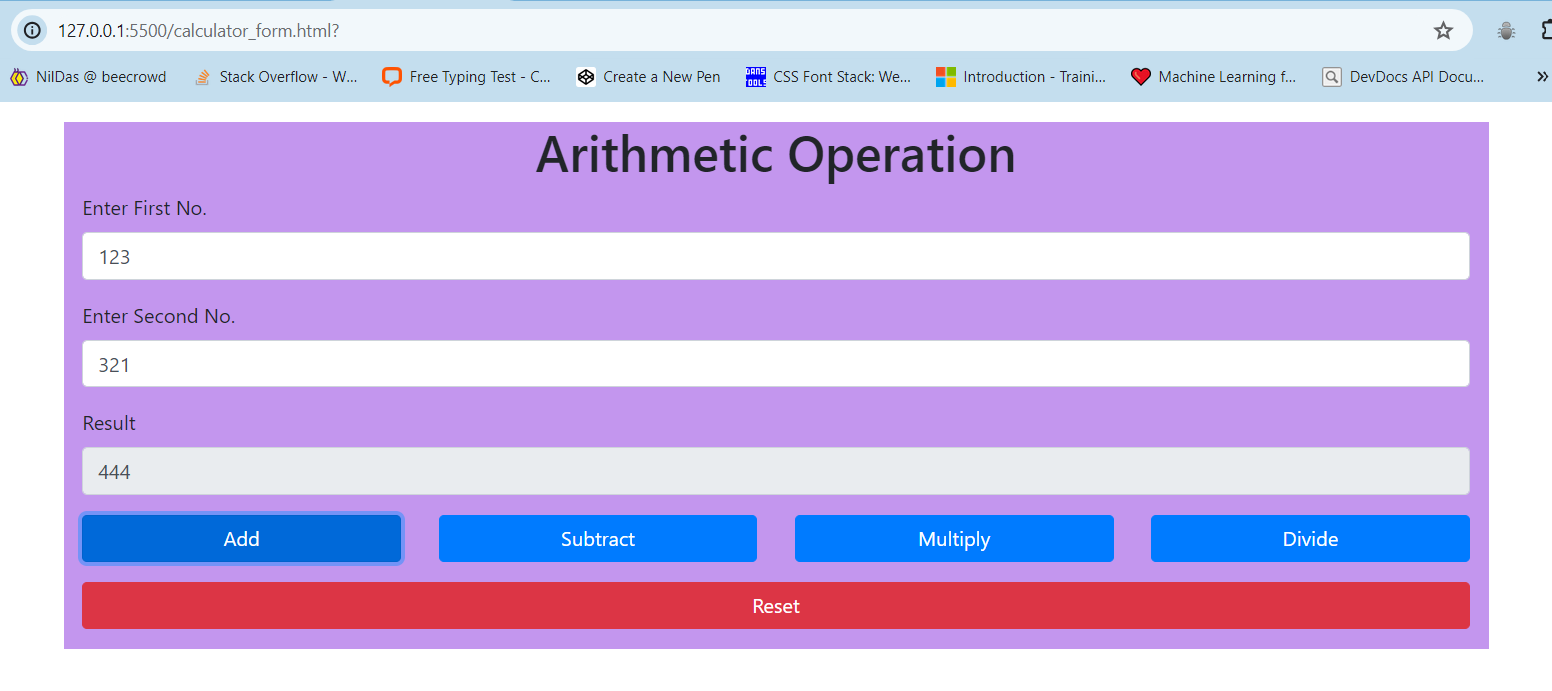 127.0.0.1:5500/calculator_form.html?
NilDas @ beecrowd Stack Overflow - W... Free Typing Test - C... Create a New Pen DANS TOOLS CSS Font Stack: We... Introduction - Traini... Machine Learning f... DevDocs API Docu... »
Arithmetic Operation
Enter First No.
123
Enter Second No.
321
Result
444
Add Subtract Multiply Divide
Reset